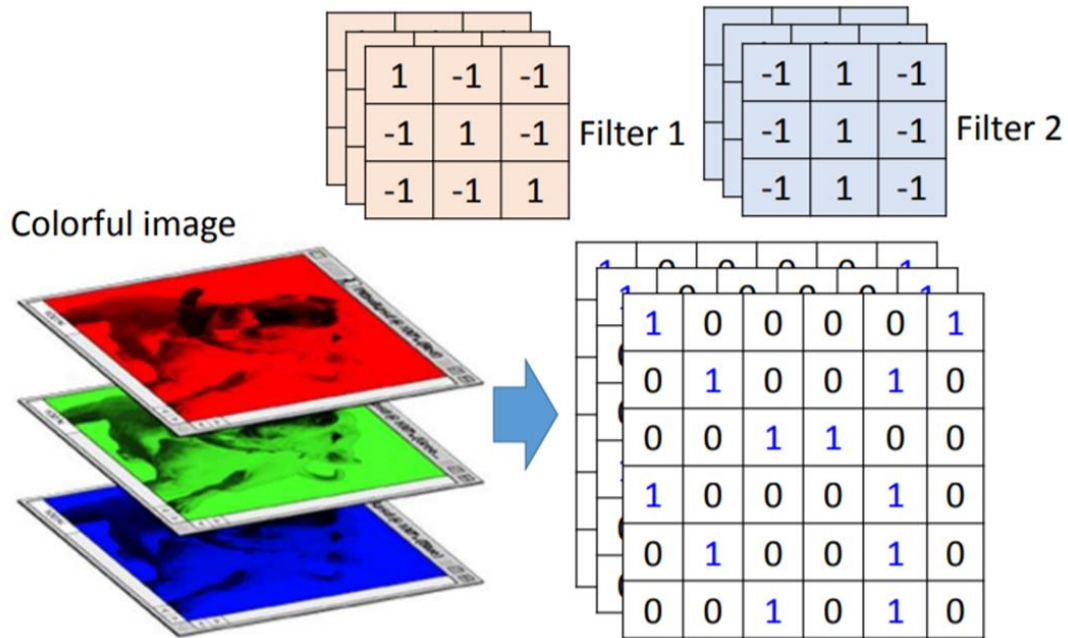 1 -1 -1
-1 1 -1
-1 -1 1
Filter 1
-1 1 -1
-1 1 -1
-1 1 -1
Filter 2
Colorful image
1 0 0 0 0 1
0 1 0 0 1 0
0 0 1 1 0 0
1 0 0 0 1 0
0 1 0 0 1 0
0 0 1 0 1 0